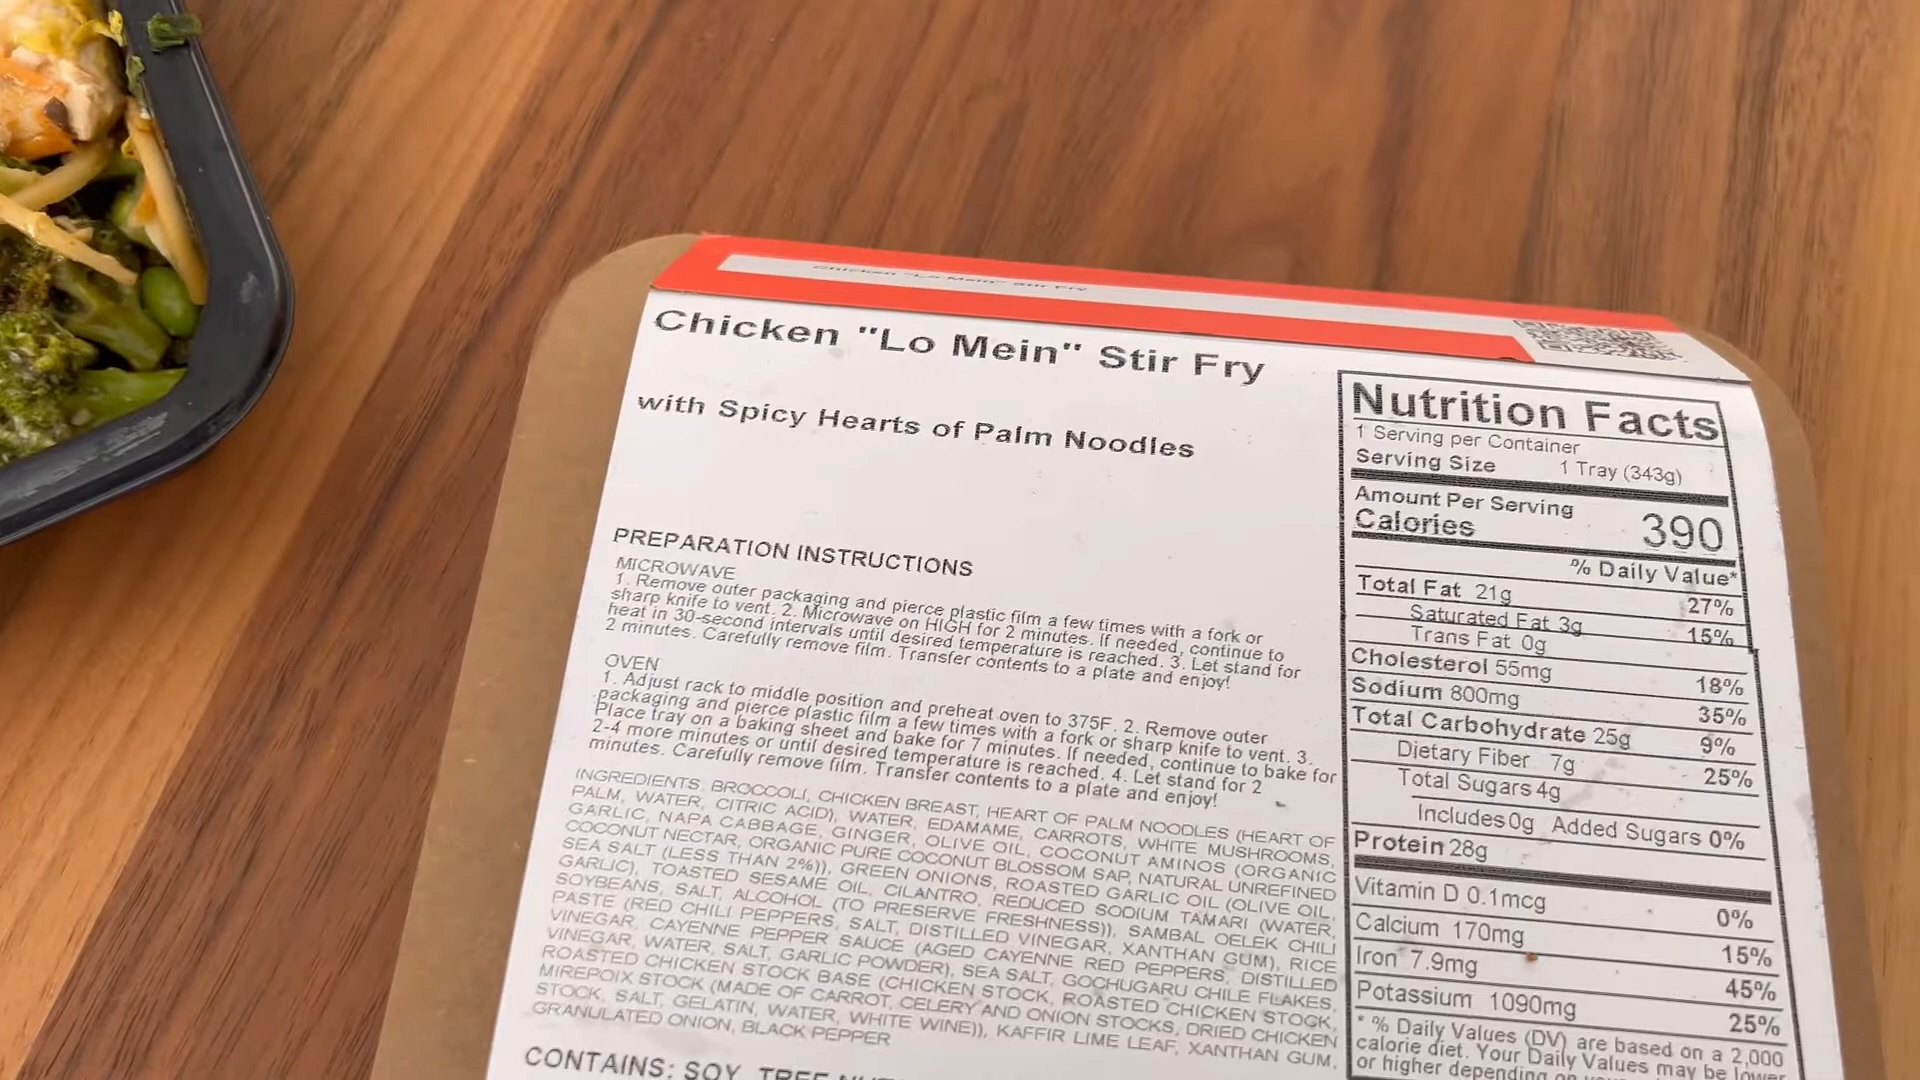 Chicken "Lo Mein" Stir Fry
Chicken "Lo Mein" Stir Fry
with Spicy Hearts of Palm Noodles
PREPARATION INSTRUCTIONS
MICROWAVE
1. Remove outer packaging and pierce plastic film a few times with a fork or
sharp knife to vent. 2. Microwave on HIGH for 2 minutes. If needed, continue to
heat in 30-second intervals until desired temperature is reached. 3. Let stand for
2 minutes. Carefully remove film. Transfer contents to a plate and enjoy!
OVEN
1. Adjust rack to middle position and preheat oven to 375F. 2. Remove outer
packaging and pierce plastic film a few times with a fork or sharp knife to vent. 3.
Place tray on a baking sheet and bake for 7 minutes. If needed, continue to bake for
2-4 more minutes or until desired temperature is reached. 4. Let stand for 2
minutes. Carefully remove film. Transfer contents to a plate and enjoy!
INGREDIENTS: BROCCOLI, CHICKEN BREAST, HEART OF PALM NOODLES (HEART OF
PALM, WATER, CITRIC ACID), WATER, EDAMAME, CARROTS, WHITE MUSHROOMS,
GARLIC, NAPA CABBAGE, GINGER, OLIVE OIL, COCONUT AMINOS (ORGANIC
COCONUT NECTAR, ORGANIC PURE COCONUT BLOSSOM SAP, NATURAL UNREFINED
SEA SALT (LESS THAN 2%)), GREEN ONIONS, ROASTED GARLIC OIL (OLIVE OIL,
GARLIC), TOASTED SESAME OIL, CILANTRO, REDUCED SODIUM TAMARI (WATER,
SOYBEANS, SALT, ALCOHOL (TO PRESERVE FRESHNESS)), SAMBAL OELEK CHILI
PASTE (RED CHILI PEPPERS, SALT, DISTILLED VINEGAR, XANTHAN GUM), RICE
VINEGAR, CAYENNE PEPPER SAUCE (AGED CAYENNE RED PEPPERS, DISTILLED
VINEGAR, WATER, SALT, GARLIC POWDER), SEA SALT, GOCHUGARU CHILE FLAKES,
ROASTED CHICKEN STOCK BASE (CHICKEN STOCK, ROASTED CHICKEN STOCK,
MIREPOIX STOCK (MADE OF CARROT, CELERY AND ONION STOCKS, DRIED CHICKEN
STOCK, SALT, GELATIN, WATER, WHITE WINE)), KAFFIR LIME LEAF, XANTHAN GUM,
GRANULATED ONION, BLACK PEPPER
CONTAINS: SOY, TREE
Nutrition Facts
1 Serving per Container
Serving Size 1 Tray (343g)
Amount Per Serving
Calories 390
% Daily Value*
Total Fat 21g 27%
Saturated Fat 3g 15%
Trans Fat 0g
Cholesterol 55mg 18%
Sodium 800mg 35%
Total Carbohydrate 25g 9%
Dietary Fiber 7g 25%
Total Sugars 4g
Includes 0g Added Sugars 0%
Protein 28g
Vitamin D 0.1mcg 0%
Calcium 170mg 15%
Iron 7.9mg 45%
Potassium 1090mg 25%
* % Daily Values (DV) are based on a 2,000
calorie diet. Your Daily Values may be lower
or higher depending on